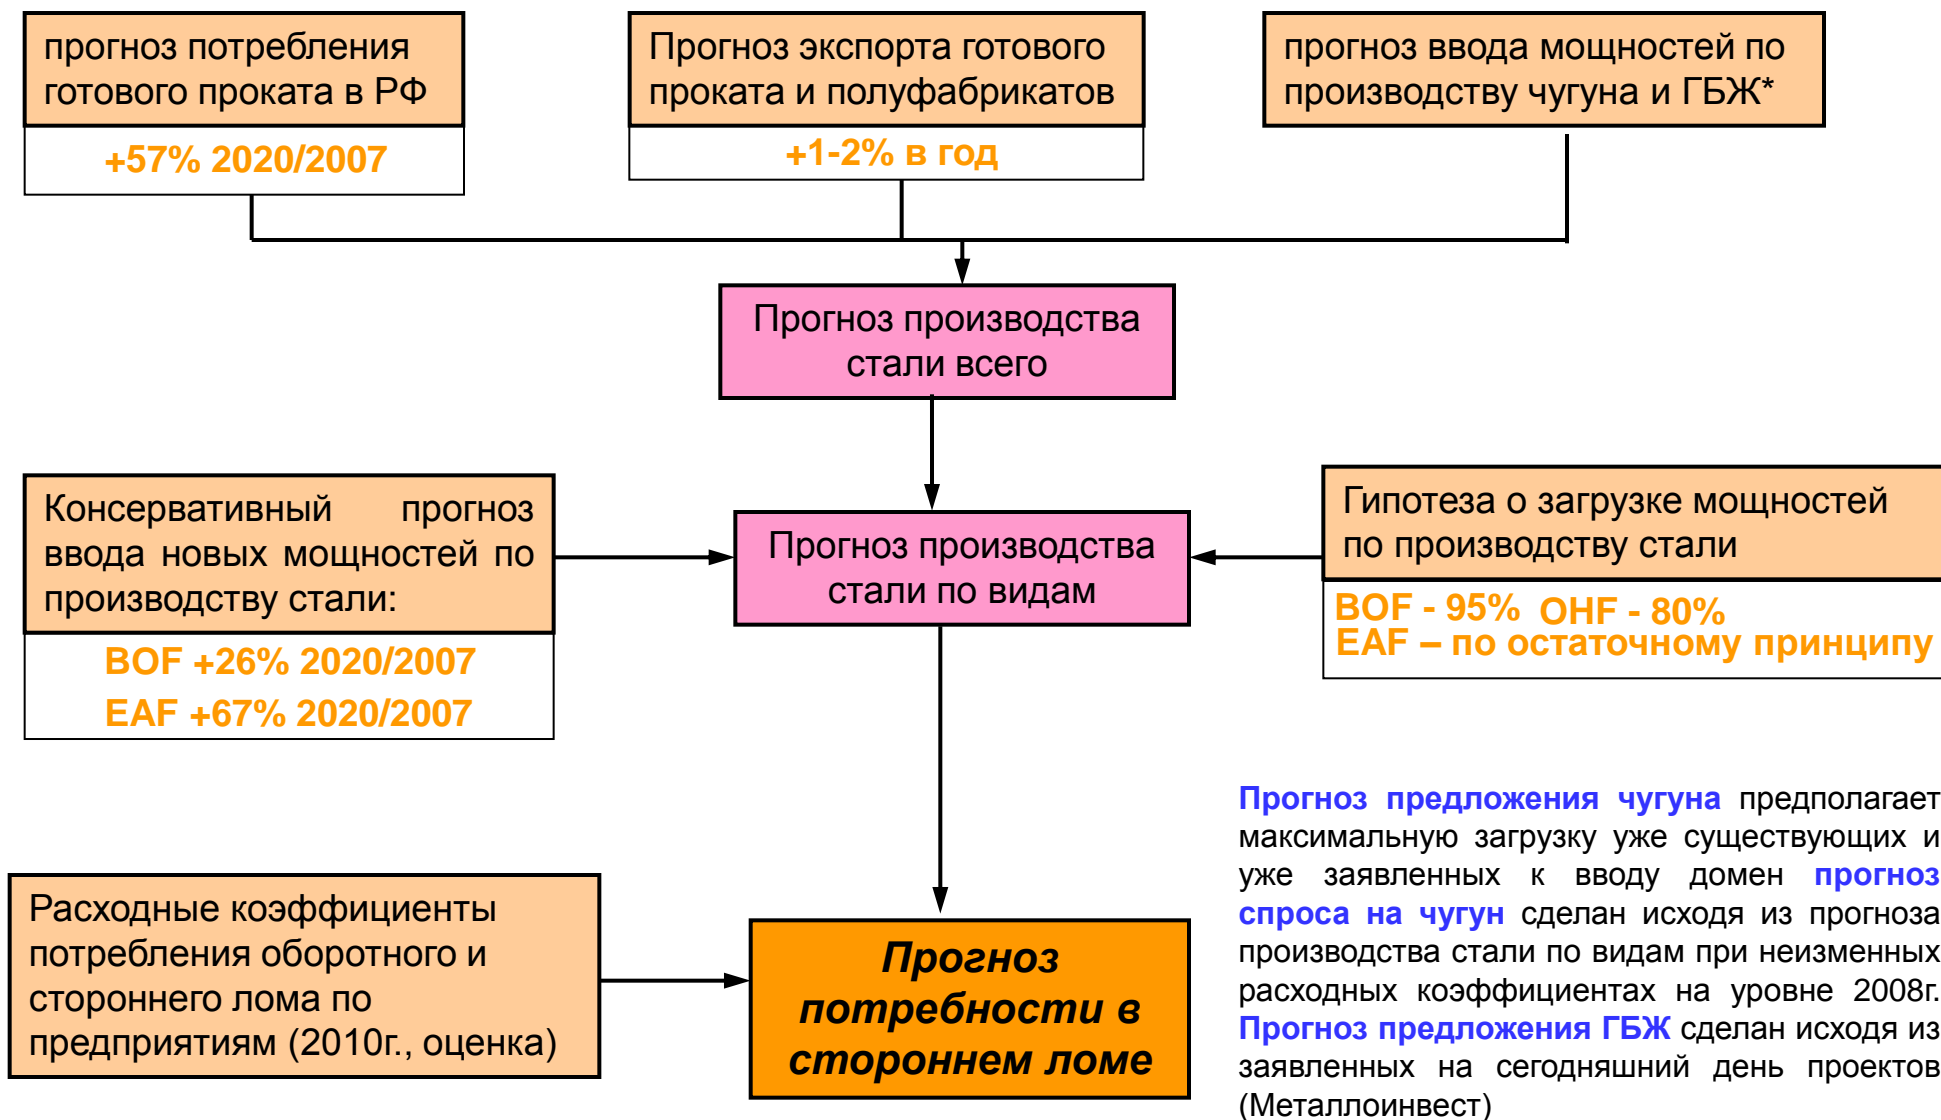 прогноз потребления
готового проката в РФ
+57% 2020/2007
Прогноз экспорта готового
проката и полуфабрикатов
+1-2% в год
прогноз ввода мощностей по
производству чугуна и ГБЖ*
Прогноз производства
стали всего
Консервативный прогноз
ввода новых мощностей по
производству стали:
BOF +26% 2020/2007
EAF +67% 2020/2007
Прогноз производства
стали по видам
Гипотеза о загрузке мощностей
по производству стали
BOF - 95% OHF - 80%
EAF – по остаточному принципу
Расходные коэффициенты
потребления оборотного и
стороннего лома по
предприятиям (2010г., оценка)
Прогноз
потребности в
стороннем ломе
Прогноз предложения чугуна предполагает
максимальную загрузку уже существующих и
уже заявленных к вводу домен прогноз
спроса на чугун сделан исходя из прогноза
производства стали по видам при неизменных
расходных коэффициентах на уровне 2008г.
Прогноз предложения ГБЖ сделан исходя из
заявленных на сегодняшний день проектов
(Металлоинвест)